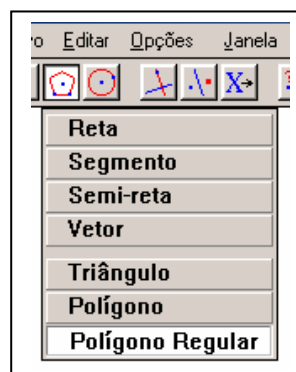 Editar Opções Janela
X
Reta
Segmento
Semi-reta
Vetor
Triângulo
Polígono
Polígono Regular